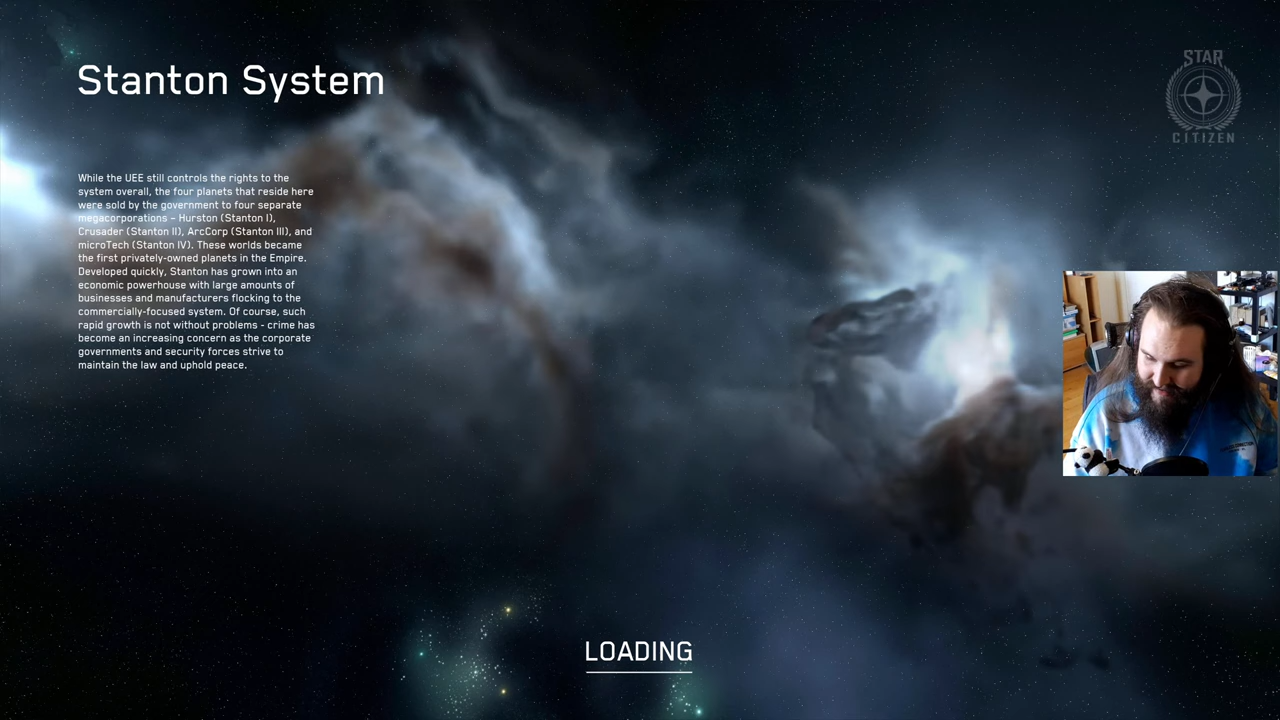 Stanton System
STAR
CITIZEN
While the UEE still controls the rights to the
system overall, the four planets that reside here
were sold by the government to four separate
megacorporations – Hurston (Stanton I),
Crusader (Stanton II), ArcCorp (Stanton III), and
microTech (Stanton IV). These worlds became
the first privately-owned planets in the Empire.
Developed quickly, Stanton has grown into an
economic powerhouse with large amounts of
businesses and manufacturers flocking to the
commercially-focused system. Of course, such
rapid growth is not without problems - crime has
become an increasing concern as the corporate
governments and security forces strive to
maintain the law and uphold peace.
LOADING